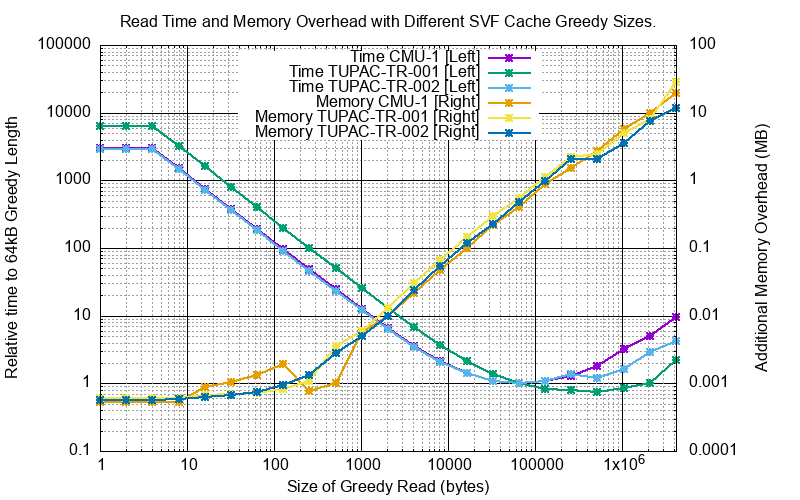 Read Time and Memory Overhead with Different SVF Cache Greedy Sizes.
Relative time to 64kB Greedy Length
100000
10000
1000
100
10
1
0.1
Time CMU-1 [Left]
Time TUPAC-TR-001 [Left]
Time TUPAC-TR-002 [Left]
Memory CMU-1 [Right]
Memory TUPAC-TR-001 [Right]
Memory TUPAC-TR-002 [Right]
100
10
1
0.1
0.01
0.001
0.0001
Additional Memory Overhead (MB)
1 10 100 1000 10000 100000 1x10⁶
Size of Greedy Read (bytes)